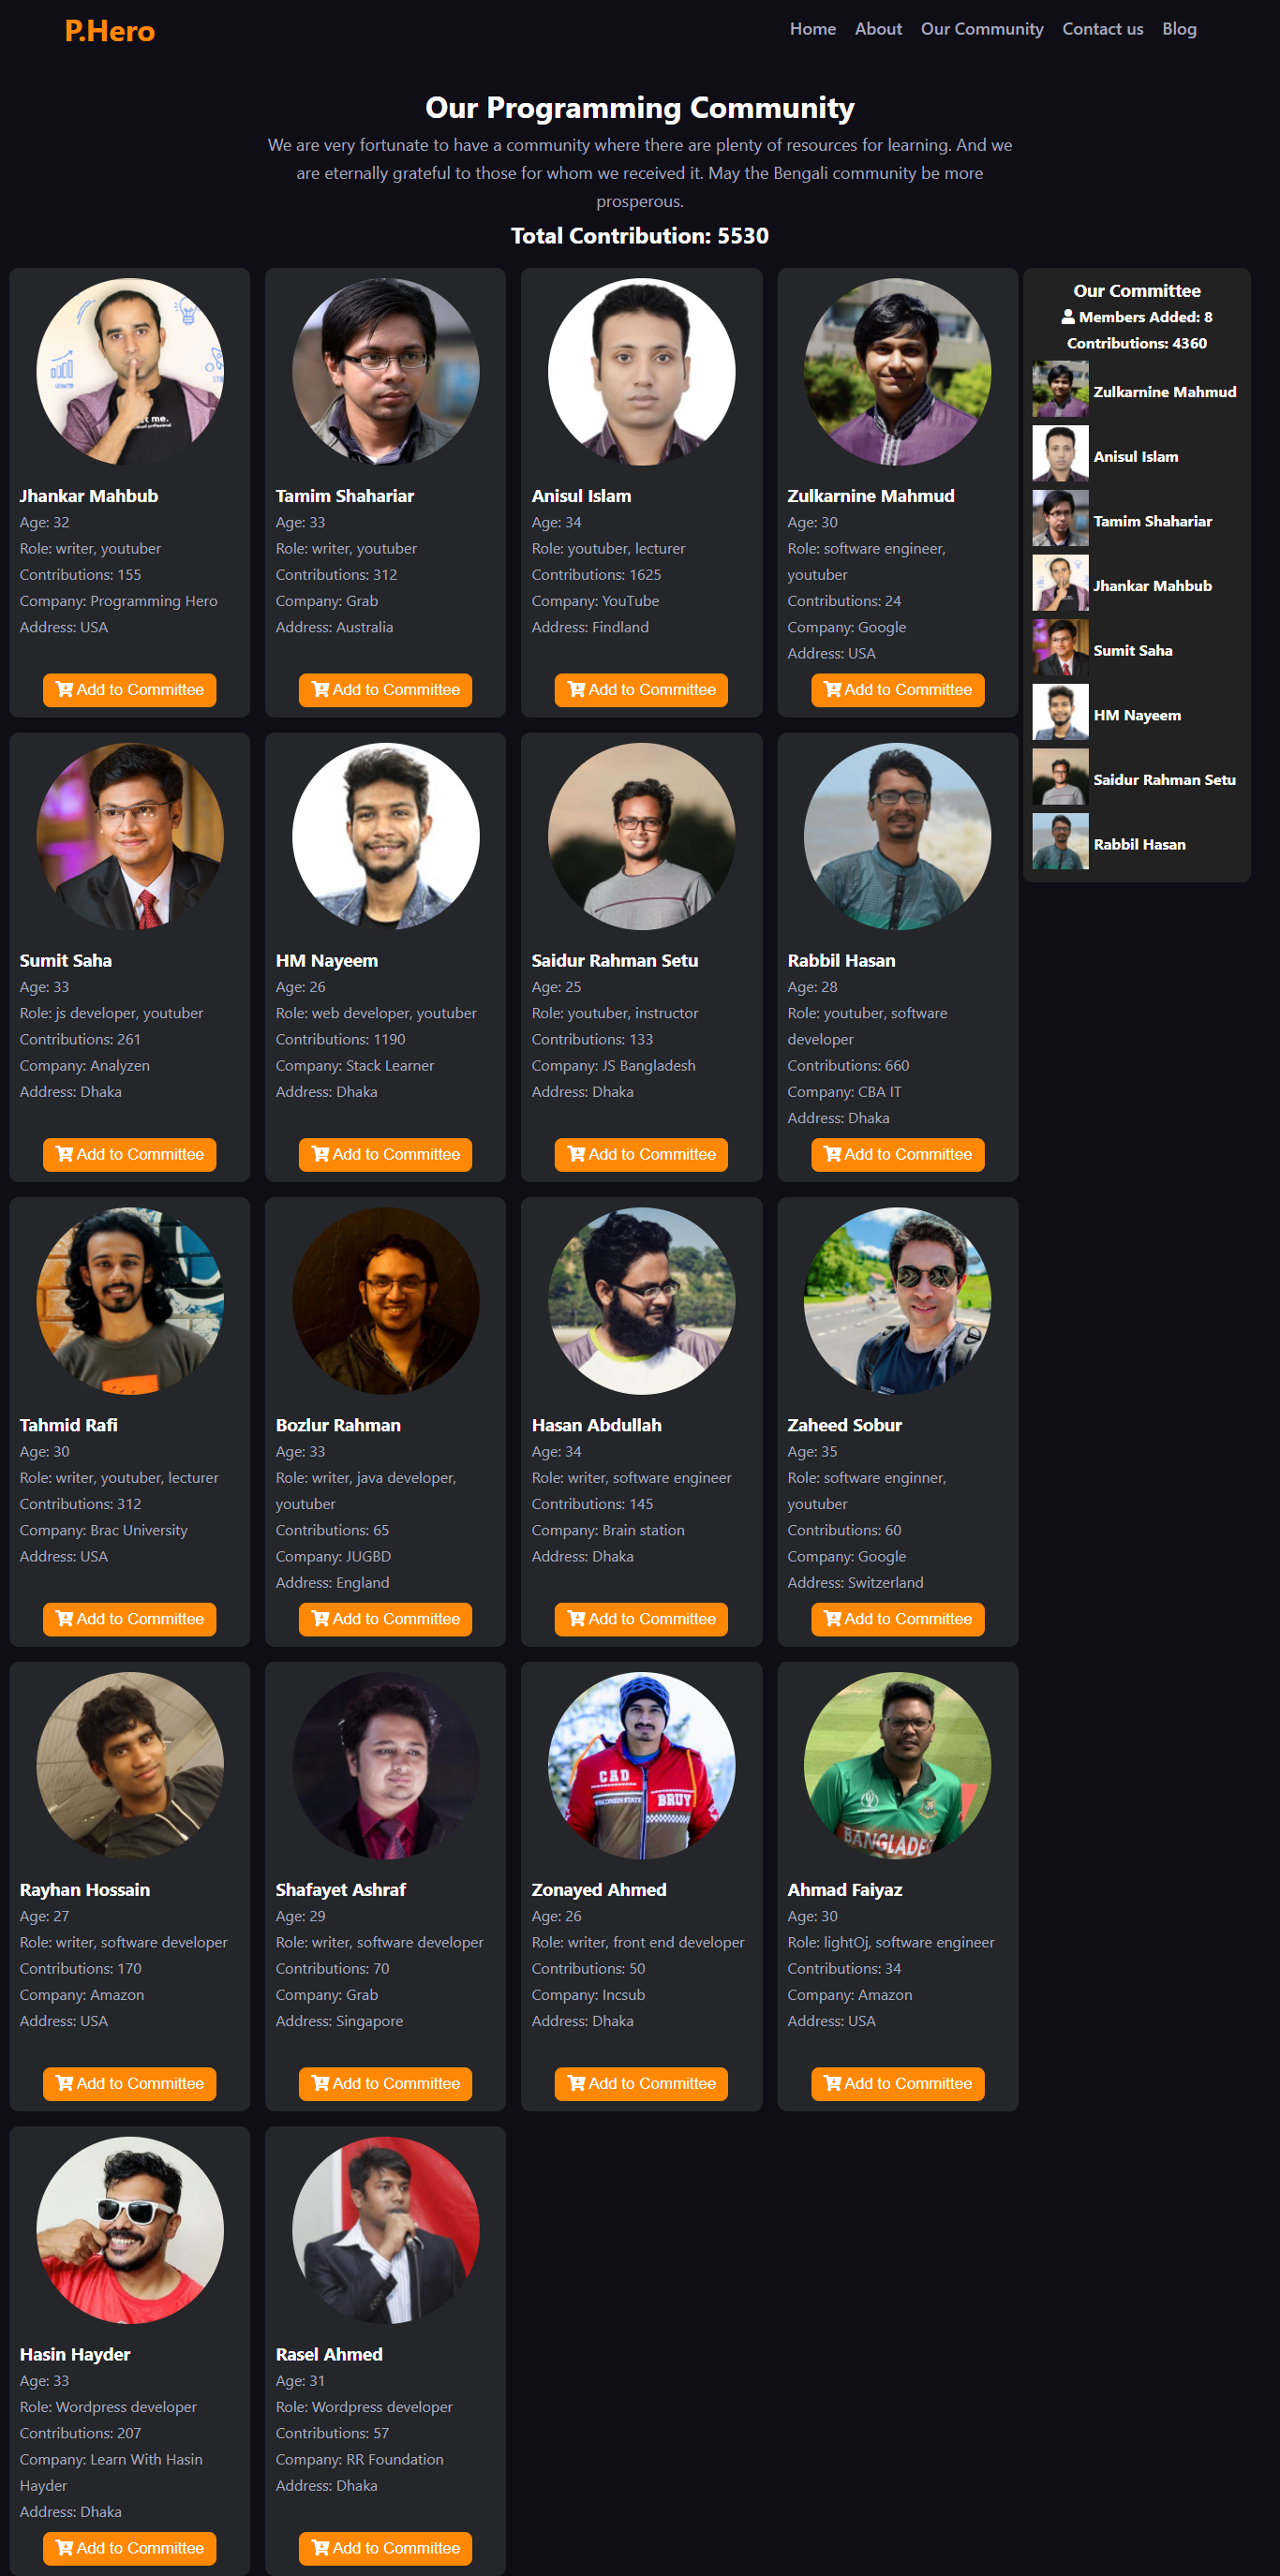 P.Hero
Home About Our Community Contact us Blog
Our Programming Community
We are very fortunate to have a community where there are plenty of resources for learning. And we
are eternally grateful to those for whom we received it. May the Bengali community be more
prosperous.
Total Contribution: 5530
Jhankar Mahbub
Age: 32
Role: writer, youtuber
Contributions: 155
Company: Programming Hero
Address: USA
Add to Committee
Tamim Shahariar
Age: 33
Role: writer, youtuber
Contributions: 312
Company: Grab
Address: Australia
Add to Committee
Anisul Islam
Age: 34
Role: youtuber, lecturer
Contributions: 1625
Company: YouTube
Address: Findland
Add to Committee
Zulkarnine Mahmud
Age: 30
Role: software engineer,
youtuber
Contributions: 24
Company: Google
Address: USA
Add to Committee
Our Committee
Members Added: 8
Contributions: 4360
Zulkarnine Mahmud
Anisul Islam
Tamim Shahariar
Jhankar Mahbub
Sumit Saha
HM Nayeem
Saidur Rahman Setu
Rabbil Hasan
Sumit Saha
Age: 33
Role: js developer, youtuber
Contributions: 261
Company: Analyzen
Address: Dhaka
Add to Committee
HM Nayeem
Age: 26
Role: web developer, youtuber
Contributions: 1190
Company: Stack Learner
Address: Dhaka
Add to Committee
Saidur Rahman Setu
Age: 25
Role: youtuber, instructor
Contributions: 133
Company: JS Bangladesh
Address: Dhaka
Add to Committee
Rabbil Hasan
Age: 28
Role: youtuber, software
developer
Contributions: 660
Company: CBA IT
Address: Dhaka
Add to Committee
Tahmid Rafi
Age: 30
Role: writer, youtuber, lecturer
Contributions: 312
Company: Brac University
Address: USA
Add to Committee
Bozlur Rahman
Age: 33
Role: writer, java developer,
youtuber
Contributions: 65
Company: JUGBD
Address: England
Add to Committee
Hasan Abdullah
Age: 34
Role: writer, software engineer
Contributions: 145
Company: Brain station
Address: Dhaka
Add to Committee
Zaheed Sobur
Age: 35
Role: software enginner,
youtuber
Contributions: 60
Company: Google
Address: Switzerland
Add to Committee
Rayhan Hossain
Age: 27
Role: writer, software developer
Contributions: 170
Company: Amazon
Address: USA
Add to Committee
Shafayet Ashraf
Age: 29
Role: writer, software developer
Contributions: 70
Company: Grab
Address: Singapore
Add to Committee
CAD
BRUY
Zonayed Ahmed
Age: 26
Role: writer, front end developer
Contributions: 50
Company: Incsub
Address: Dhaka
Add to Committee
Ahmad Faiyaz
Age: 30
Role: lightOj, software engineer
Contributions: 34
Company: Amazon
Address: USA
Add to Committee
Hasin Hayder
Age: 33
Role: Wordpress developer
Contributions: 207
Company: Learn With Hasin
Hayder
Address: Dhaka
Add to Committee
Rasel Ahmed
Age: 31
Role: Wordpress developer
Contributions: 57
Company: RR Foundation
Address: Dhaka
Add to Committee